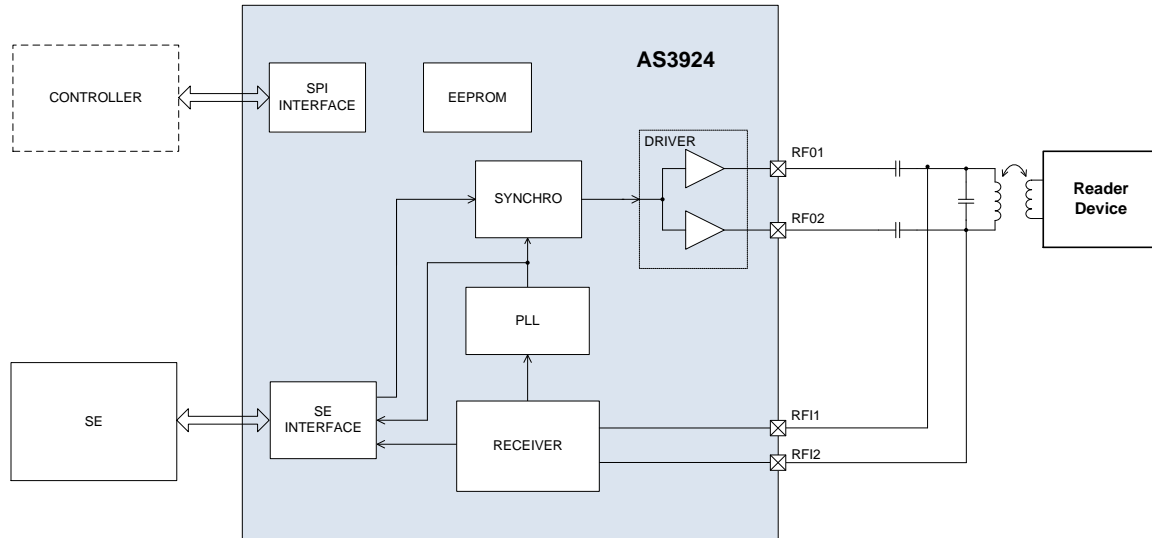 AS3924
CONTROLLER
SPI
INTERFACE
EEPROM
DRIVER
RF01
SYNCHRO
RF02
Reader
Device
PLL
SE
SE
INTERFACE
RECEIVER
RFI1
RFI2